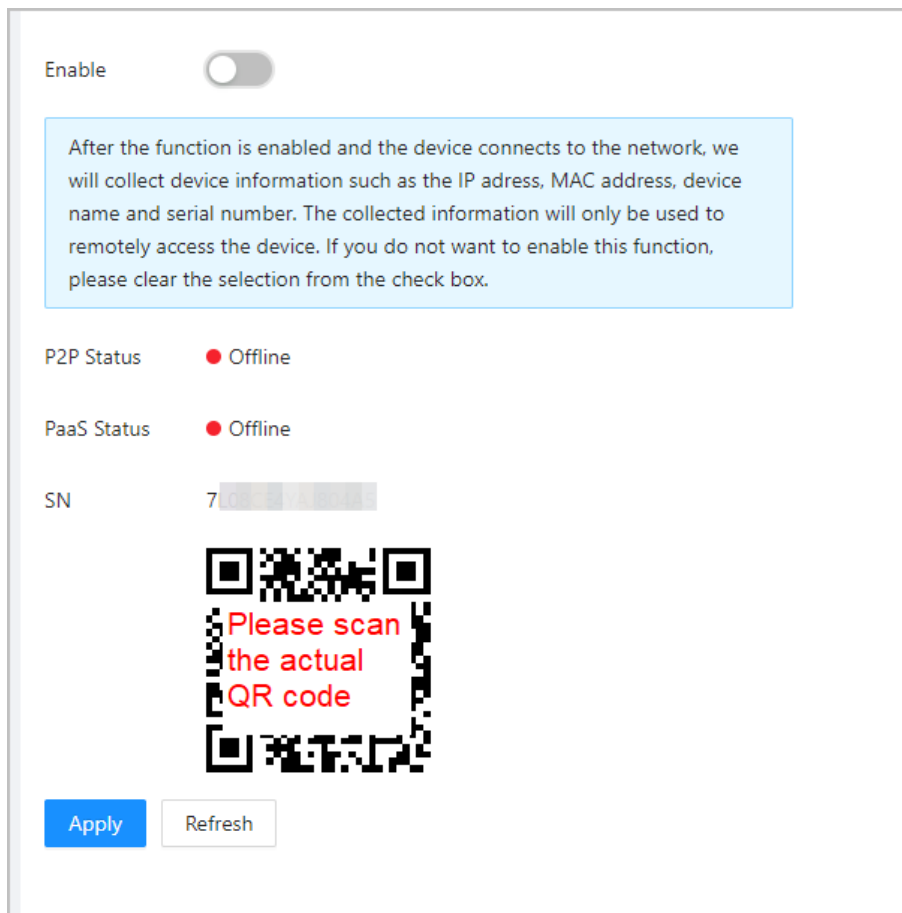 Enable
After the function is enabled and the device connects to the network, we
will collect device information such as the IP adress, MAC address, device
name and serial number. The collected information will only be used to
remotely access the device. If you do not want to enable this function,
please clear the selection from the check box.
P2P Status Offline
PaaS Status Offline
SN
Please scan
the actual
QR code
Apply Refresh